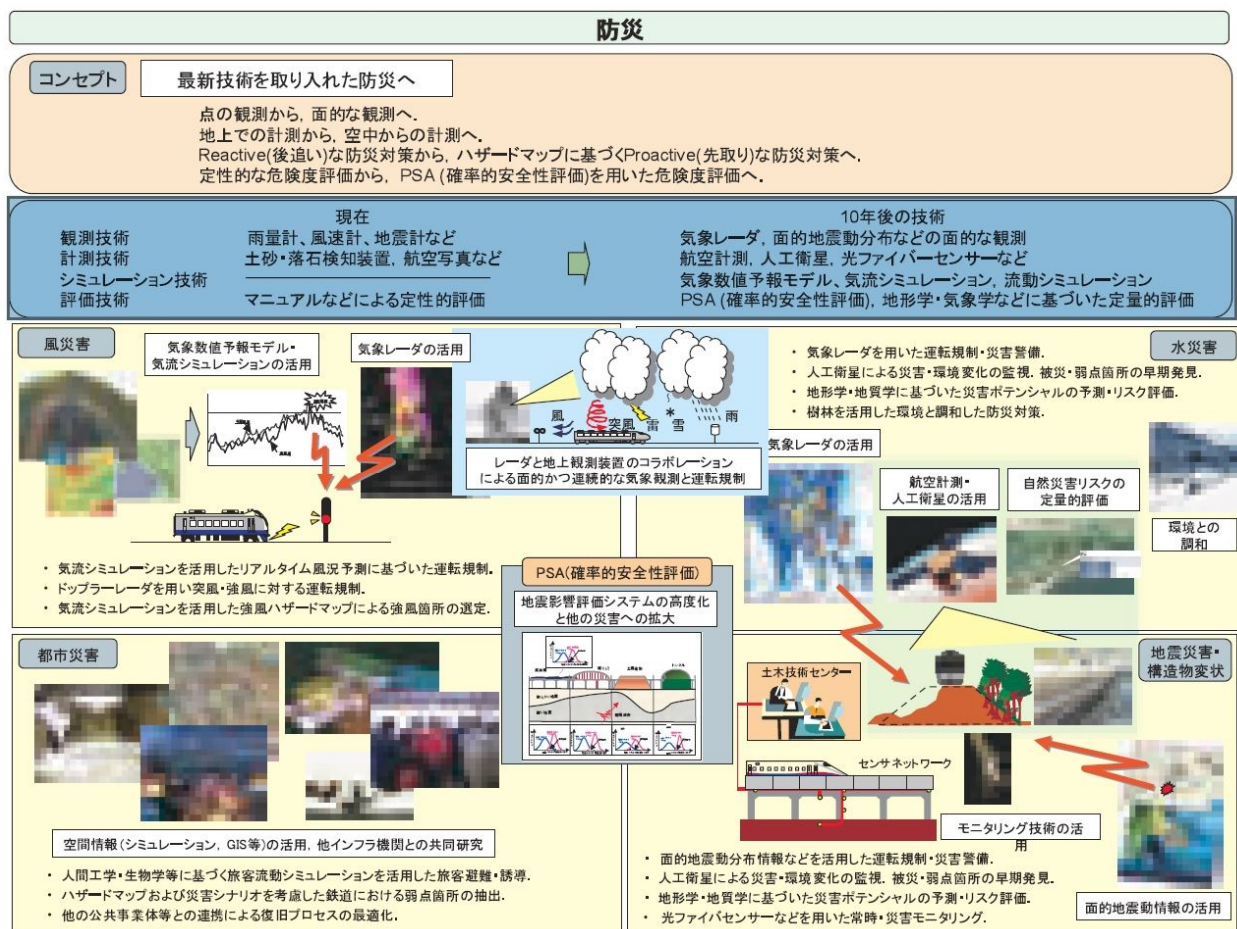 防災
コンセプト
最新技術を取り入れた防災へ
点の観測から, 面的な観測へ.
地上での計測から, 空中からの計測へ.
Reactive(後追い)な防災対策から, ハザードマップに基づくProactive(先取り)な防災対策へ.
定性的な危険度評価から, PSA (確率的安全性評価)を用いた危険度評価へ.
現在
10年後の技術
観測技術 雨量計、風速計、地震計など 気象レーダ, 面的地震動分布などの面的な観測
計測技術 土砂・落石検知装置, 航空写真など 航空計測, 人工衛星, 光ファイバーセンサーなど
シミュレーション技術 気象数値予報モデル、気流シミュレーション, 流動シミュレーション
評価技術 マニュアルなどによる定性的評価 PSA (確率的安全性評価), 地形学・気象学などに基づいた定量的評価
風災害
気象数値予報モデル・
気流シミュレーションの活用
気象レーダの活用
・ 気流シミュレーションを活用したリアルタイム風況予測に基づいた運転規制.
・ ドップラーレーダを用い突風・強風に対する運転規制.
・ 気流シミュレーションを活用した強風ハザードマップによる強風箇所の選定.
風
突風
雷
雪
雨
レーダと地上観測装置のコラボレーション
による面的かつ連続的な気象観測と運転規制
水災害
・ 気象レーダを用いた運転規制・災害警備.
・ 人工衛星による災害・環境変化の監視. 被災・弱点箇所の早期発見.
・ 地形学・地質学に基づいた災害ポテンシャルの予測・リスク評価.
・ 樹林を活用した環境と調和した防災対策.
気象レーダの活用
航空計測・
人工衛星の活用
自然災害リスクの
定量的評価
環境との
調和
PSA(確率的安全性評価)
地震影響評価システムの高度化
と他の災害への拡大
都市災害
空間情報(シミュレーション, GIS等)の活用, 他インフラ機関との共同研究
・ 人間工学・生物学等に基づく旅客流動シミュレーションを活用した旅客避難・誘導.
・ ハザードマップおよび災害シナリオを考慮した鉄道における弱点箇所の抽出.
・ 他の公共事業体等との連携による復旧プロセスの最適化.
地震災害・
構造物変状
土木技術センター
センサネットワーク
モニタリング技術の活
用
・ 面的地震動分布情報などを活用した運転規制・災害警備.
・ 人工衛星による災害・環境変化の監視. 被災・弱点箇所の早期発見.
・ 地形学・地質学に基づいた災害ポテンシャルの予測・リスク評価.
・ 光ファイバセンサーなどを用いた常時・災害モニタリング.
面的地震動情報の活用